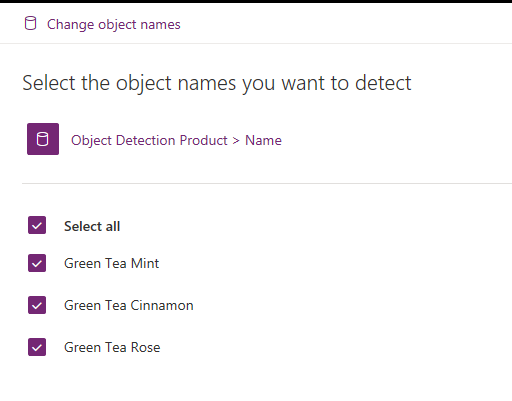 Change object names
Select the object names you want to detect
Object Detection Product > Name
Select all
Green Tea Mint
Green Tea Cinnamon
Green Tea Rose